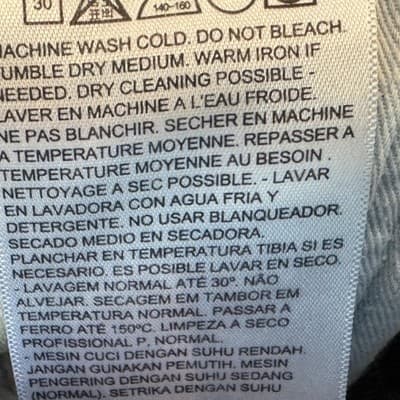 30 140-160
MACHINE WASH COLD. DO NOT BLEACH.
TUMBLE DRY MEDIUM. WARM IRON IF
NEEDED. DRY CLEANING POSSIBLE -
LAVER EN MACHINE A L'EAU FROIDE.
NE PAS BLANCHIR. SECHER EN MACHINE
A TEMPERATURE MOYENNE. REPASSER A
TEMPERATURE MOYENNE AU BESOIN .
NETTOYAGE A SEC POSSIBLE. - LAVAR
EN LAVADORA CON AGUA FRIA Y
DETERGENTE. NO USAR BLANQUEADOR.
SECADO MEDIO EN SECADORA.
PLANCHAR EN TEMPERATURA TIBIA SI ES
NECESARIO. ES POSIBLE LAVAR EN SECO.
- LAVAGEM NORMAL ATÉ 30º. NÃO
ALVEJAR. SECAGEM EM TAMBOR EM
TEMPERATURA NORMAL. PASSAR A
FERRO ATÉ 150ºC. LIMPEZA A SECO
PROFISSIONAL P, NORMAL.
- MESIN CUCI DENGAN SUHU RENDAH.
JANGAN GUNAKAN PEMUTIH. MESIN
PENGERING DENGAN SUHU SEDANG
(NORMAL). SETRIKA DENGAN SUHU